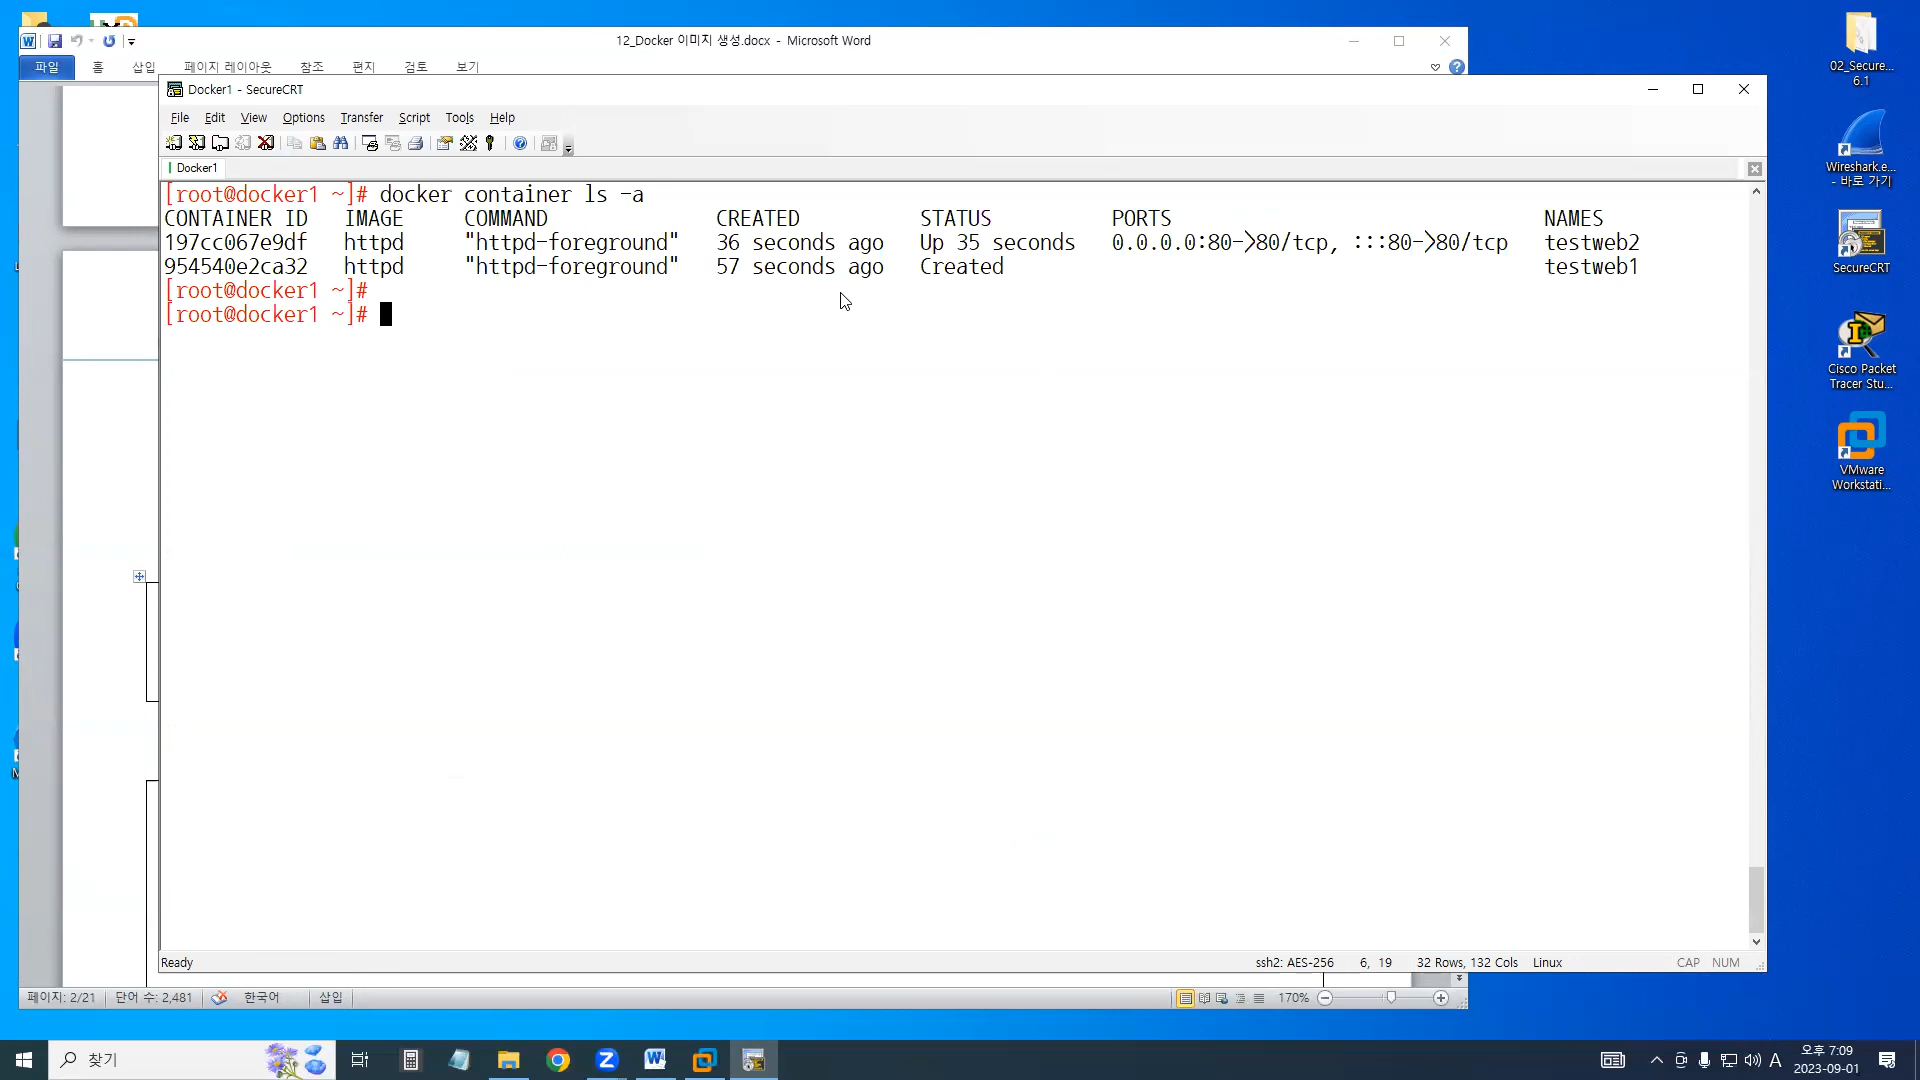 12_Docker 이미지 생성.docx - Microsoft Word
파일 홈 삽입 페이지 레이아웃 참조 편지 검토 보기
Docker1 - SecureCRT
File Edit View Options Transfer Script Tools Help
Docker1
[root@docker1 ~]# docker container ls -a
CONTAINER ID IMAGE COMMAND CREATED STATUS PORTS NAMES
197cc067e9df httpd "httpd-foreground" 36 seconds ago Up 35 seconds 0.0.0.0:80->80/tcp, :::80->80/tcp testweb2
954540e2ca32 httpd "httpd-foreground" 57 seconds ago Created testweb1
[root@docker1 ~]#
[root@docker1 ~]#
Ready ssh2: AES-256 6, 19 32 Rows, 132 Cols Linux CAP NUM
페이지: 2/21 단어 수: 2,481 한국어 삽입 170%
02_Secure...
6.1
Wireshark.e...
- 바로 가기
SecureCRT
Cisco Packet
Tracer Stu...
VMware
Workstati...
찾기
A
오후 7:09
2023-09-01